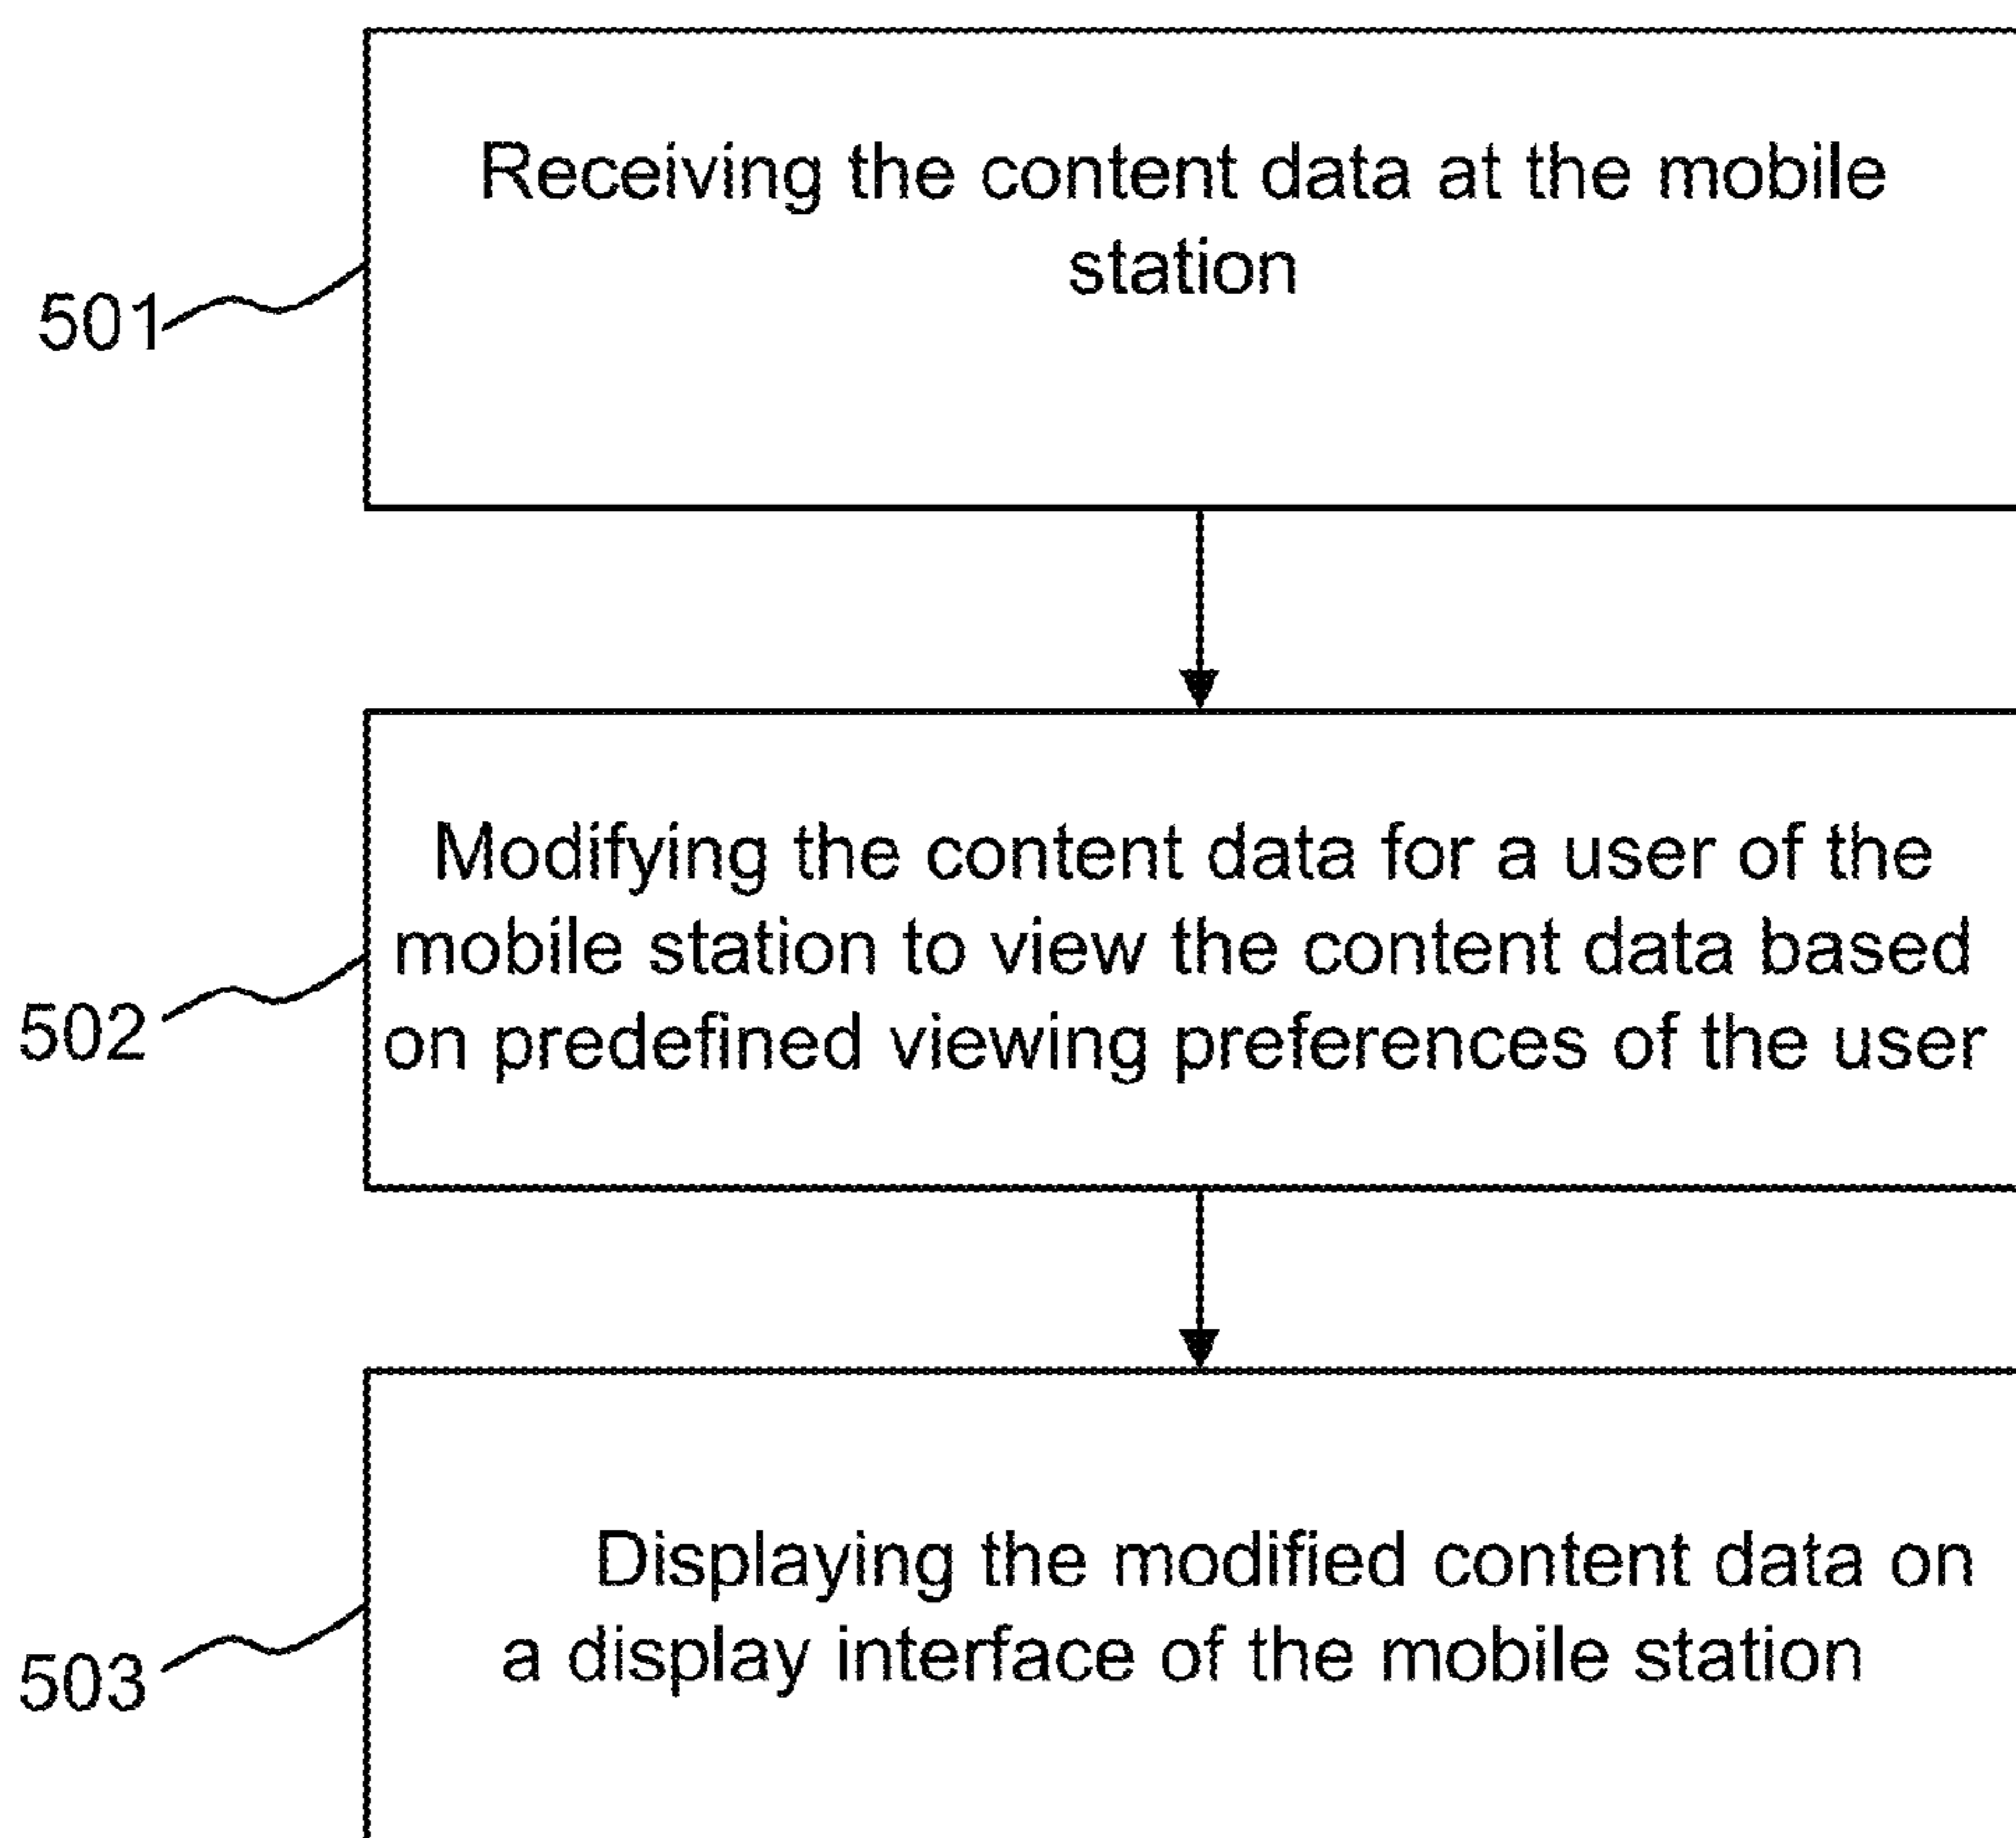 Receiving the content data at the mobile
station
501
Modifying the content data for a user of the
mobile station to view the content data based
on predefined viewing preferences of the user
502
Displaying the modified content data on
a display interface of the mobile station
503